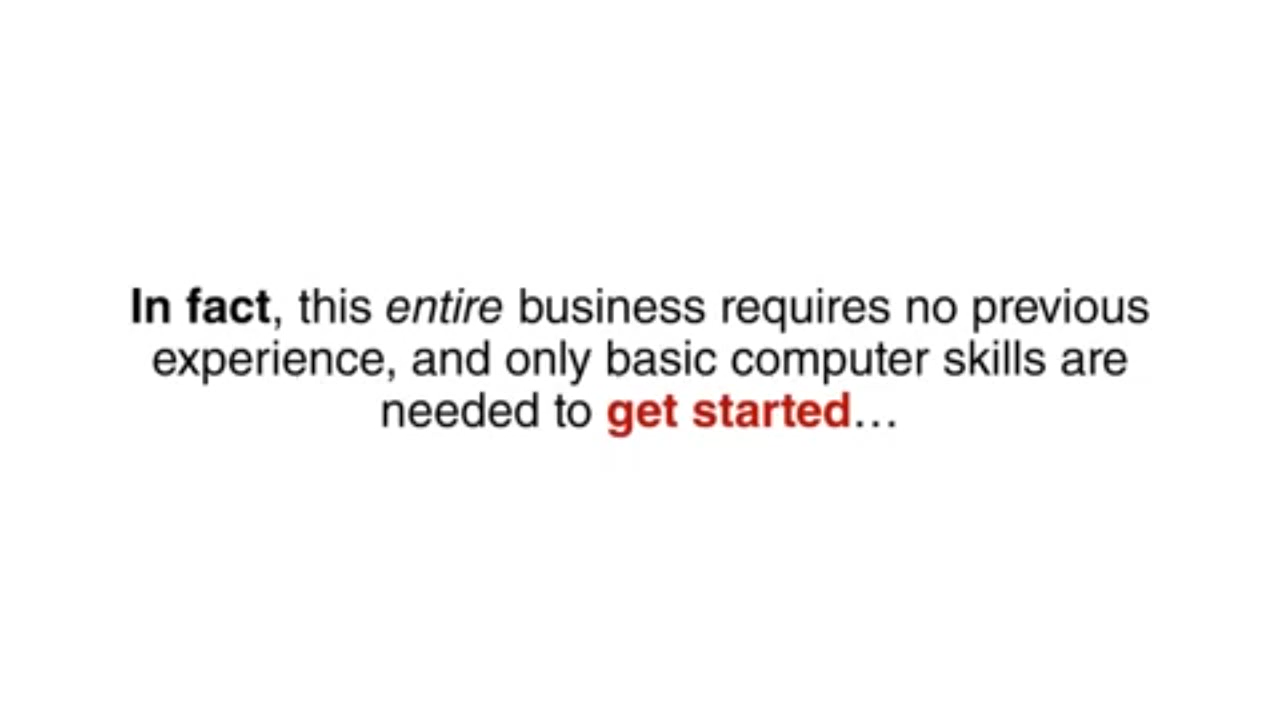 In fact, this entire business requires no previous
experience, and only basic computer skills are
needed to get started…